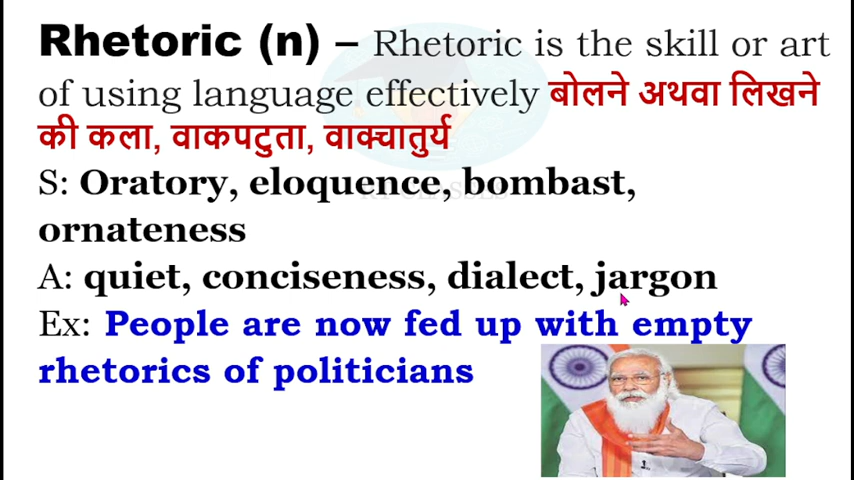 Rhetoric (n) – Rhetoric is the skill or art
of using language effectively बोलने अथवा लिखने
की कला, वाकपटुता, वाक्चातुर्य
S: Oratory, eloquence, bombast,
ornateness
A: quiet, conciseness, dialect, jargon
Ex: People are now fed up with empty
rhetorics of politicians